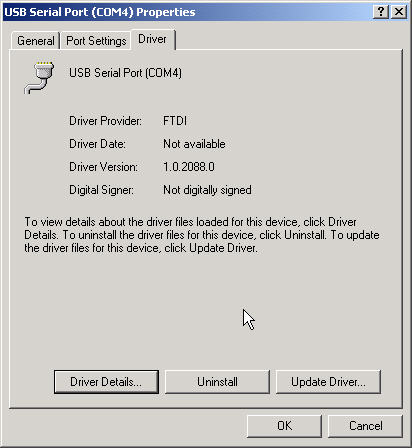 USB Serial Port (COM4) Properties
General Port Settings Driver
USB Serial Port (COM4)
Driver Provider: FTDI
Driver Date: Not available
Driver Version: 1.0.2088.0
Digital Signer: Not digitally signed
To view details about the driver files loaded for this device, click Driver
Details. To uninstall the driver files for this device, click Uninstall. To update
the driver files for this device, click Update Driver.
Driver Details... Uninstall Update Driver...
OK Cancel